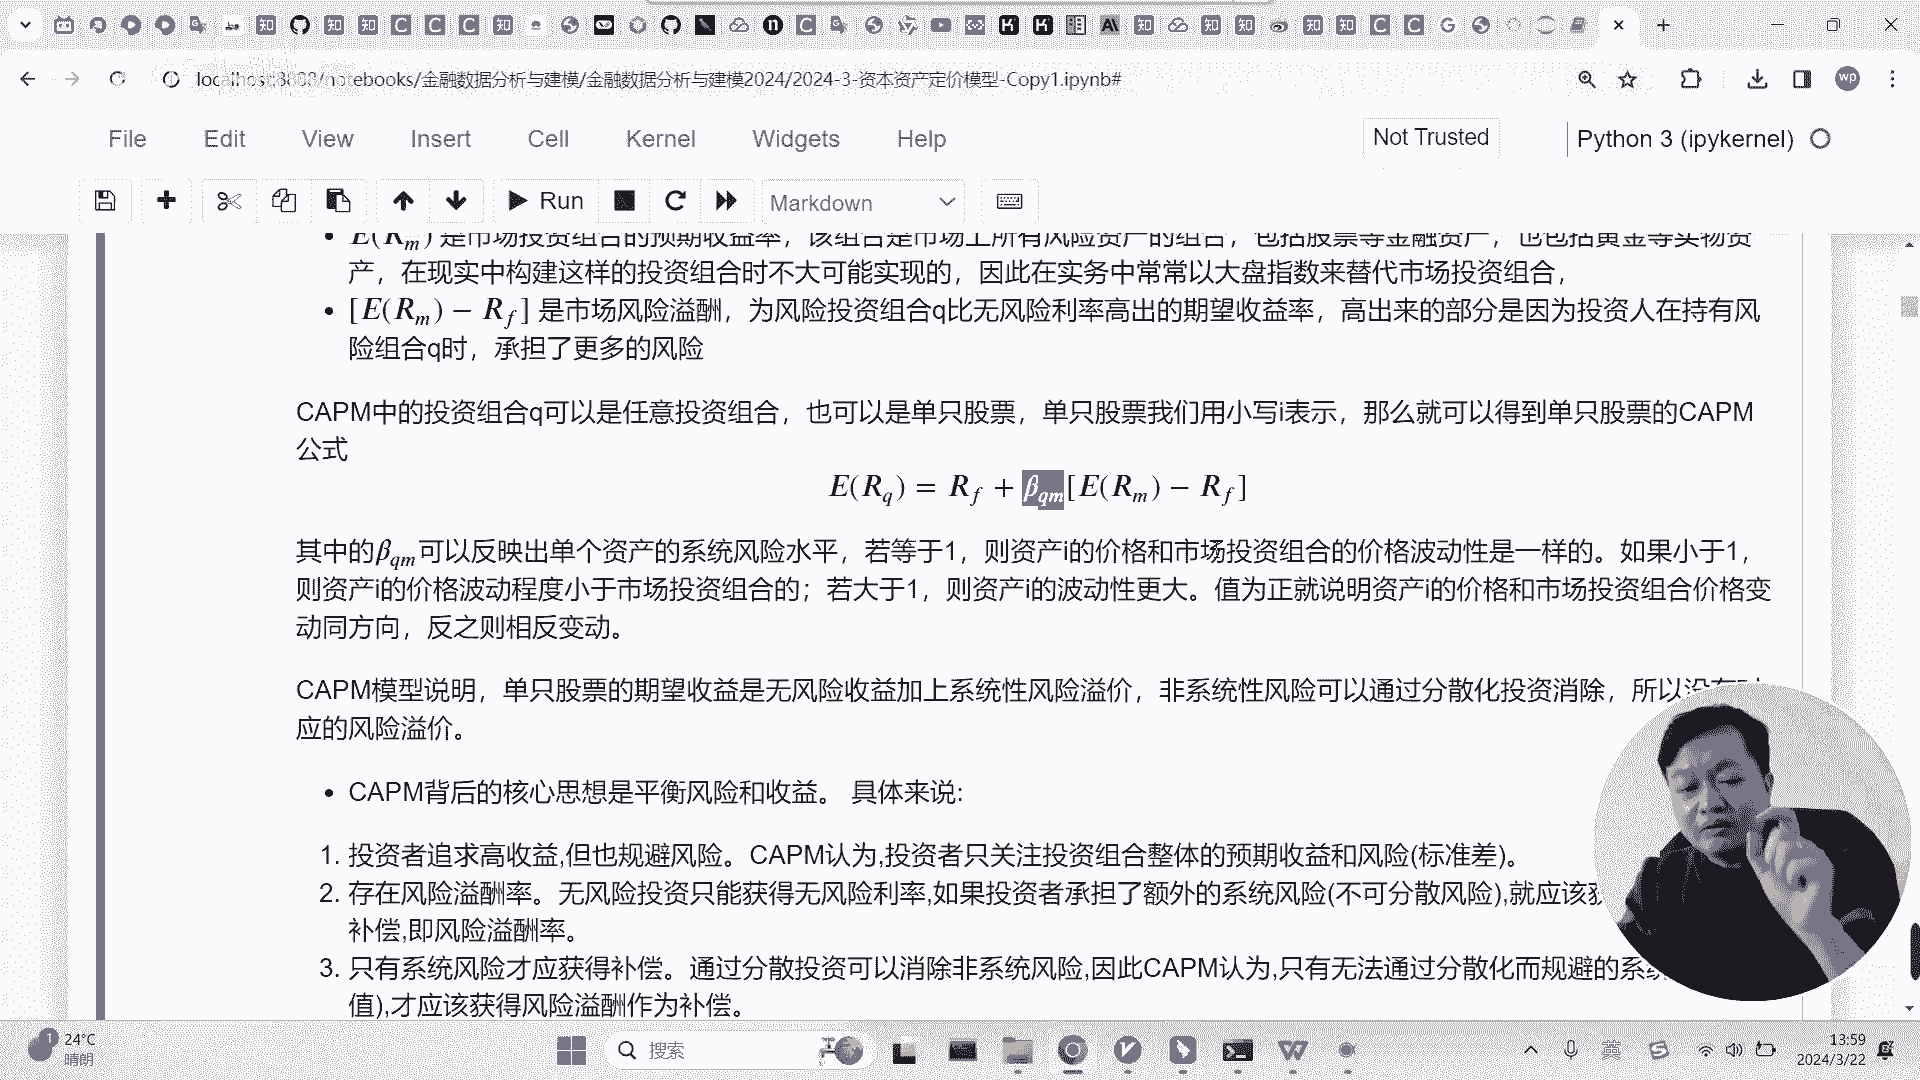 localhost:8888/notebooks/金融数据分析与建模/金融数据分析与建模2024/2024-3-资本资产定价模型-Copy1.ipynb#
wp
File Edit View Insert Cell Kernel Widgets Help
Not Trusted
Python 3 (ipykernel)
Run
Markdown
• E(Rm) 是市场投资组合的预期收益率，该组合是市场上所有风险资产的组合，包括股票等金融资产，也包括黄金等实物资
产，在现实中构建这样的投资组合时不大可能实现的，因此在实务中常常以大盘指数来替代市场投资组合，
• [E(Rm) − Rf] 是市场风险溢酬，为风险投资组合q比无风险利率高出的期望收益率，高出来的部分是因为投资人在持有风
险组合q时，承担了更多的风险
CAPM中的投资组合q可以是任意投资组合，也可以是单只股票，单只股票我们用小写i表示，那么就可以得到单只股票的CAPM
公式
E(Rq) = Rf + βqm[E(Rm) − Rf]
其中的βqm可以反映出单个资产的系统风险水平，若等于1，则资产i的价格和市场投资组合的价格波动性是一样的。如果小于1，
则资产i的价格波动程度小于市场投资组合的；若大于1，则资产i的波动性更大。值为正就说明资产i的价格和市场投资组合价格变
动同方向，反之则相反变动。
CAPM模型说明，单只股票的期望收益是无风险收益加上系统性风险溢价，非系统性风险可以通过分散化投资消除，所以没有
应的风险溢价。
• CAPM背后的核心思想是平衡风险和收益。 具体来说:
1. 投资者追求高收益,但也规避风险。CAPM认为,投资者只关注投资组合整体的预期收益和风险(标准差)。
2. 存在风险溢酬率。无风险投资只能获得无风险利率,如果投资者承担了额外的系统风险(不可分散风险),就应该
补偿,即风险溢酬率。
3. 只有系统风险才应获得补偿。通过分散投资可以消除非系统风险,因此CAPM认为,只有无法通过分散化而规避的系
值),才应该获得风险溢酬作为补偿。
1
24°C
晴朗
搜索
英
13:59
2024/3/22